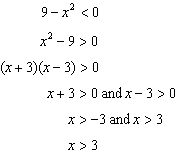 9 − x² < 0
x² − 9 > 0
(x + 3)(x − 3) > 0
x + 3 > 0 and x − 3 > 0
x > −3 and x > 3
x > 3